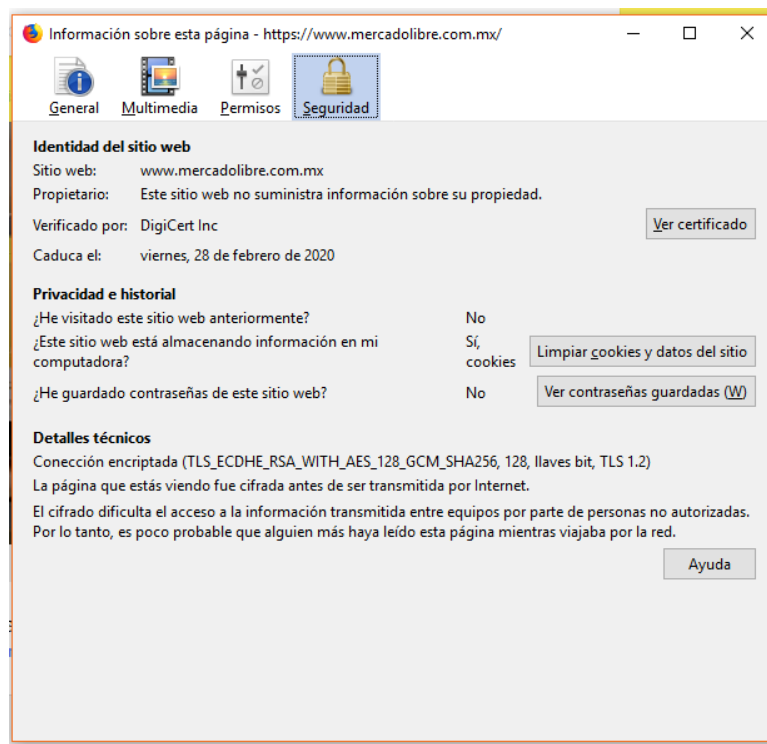 Información sobre esta página - https://www.mercadolibre.com.mx/
General Multimedia Permisos Seguridad
Identidad del sitio web
Sitio web: www.mercadolibre.com.mx
Propietario: Este sitio web no suministra información sobre su propiedad.
Verificado por: DigiCert Inc Ver certificado
Caduca el: viernes, 28 de febrero de 2020
Privacidad e historial
¿He visitado este sitio web anteriormente? No
¿Este sitio web está almacenando información en mi Sí,
computadora? cookies Limpiar cookies y datos del sitio
¿He guardado contraseñas de este sitio web? No Ver contraseñas guardadas (W)
Detalles técnicos
Conección encriptada (TLS_ECDHE_RSA_WITH_AES_128_GCM_SHA256, 128, llaves bit, TLS 1.2)
La página que estás viendo fue cifrada antes de ser transmitida por Internet.
El cifrado dificulta el acceso a la información transmitida entre equipos por parte de personas no autorizadas.
Por lo tanto, es poco probable que alguien más haya leído esta página mientras viajaba por la red.
Ayuda